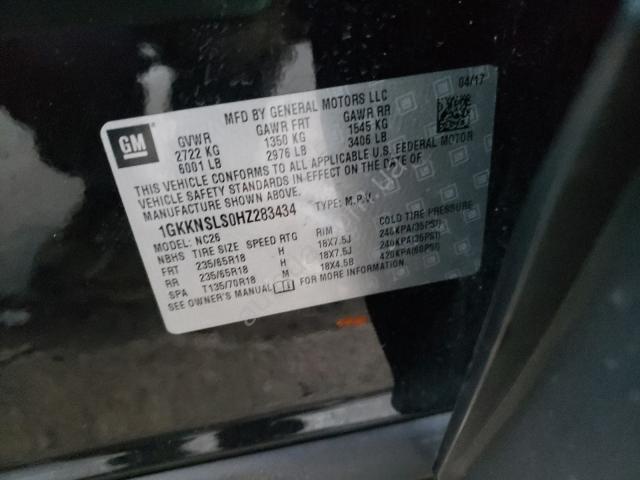 04/17
MFD BY GENERAL MOTORS LLC
GM
GVWR GAWR FRT GAWR RR
2722 KG 1350 KG 1545 KG
6001 LB 2976 LB 3406 LB
THIS VEHICLE CONFORMS TO ALL APPLICABLE U.S. FEDERAL MOTOR
VEHICLE SAFETY STANDARDS IN EFFECT ON THE DATE OF
MANUFACTURE SHOWN ABOVE.
1GKKNSLS0HZ283434 TYPE: M.P.V.
MODEL: NC26
NBHS TIRE SIZE SPEED RTG RIM COLD TIRE PRESSURE
FRT 235/65R18 H 18X7.5J 240KPA(35PSI)
RR 235/65R18 H 18X7.5J 240KPA(35PSI)
SPA T135/70R18 M 18X4.5B 420KPA(60PSI)
SEE OWNER'S MANUAL FOR MORE INFORMATION